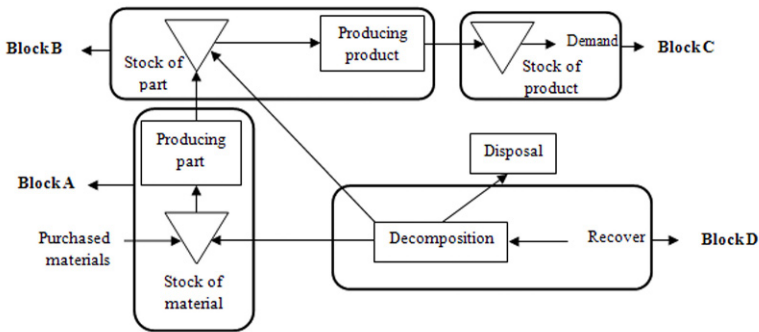 Block B
Stock of
part
Producing
product
Demand
Stock of
product
Block C
Producing
part
Block A
Disposal
Purchased
materials
Stock of
material
Decomposition
Recover
Block D